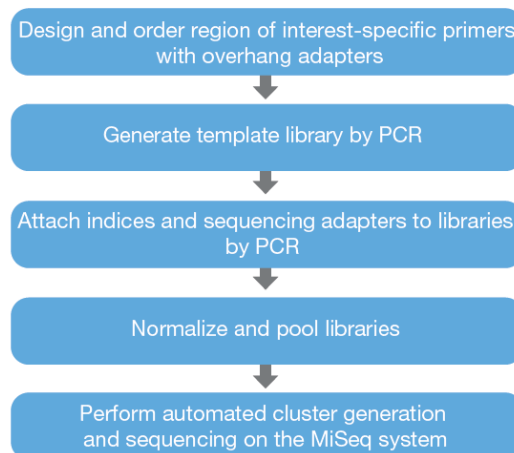 Design and order region of interest-specific primers
with overhang adapters
Generate template library by PCR
Attach indices and sequencing adapters to libraries
by PCR
Normalize and pool libraries
Perform automated cluster generation
and sequencing on the MiSeq system